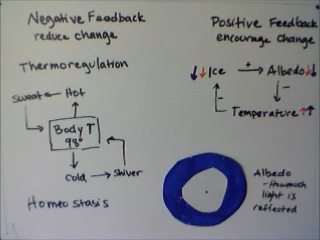 Negative Feedback
reduce change
Thermoregulation
sweat Hot
Body T
98°
Cold Shiver
Homeostasis
Positive Feedback
encourage change
Ice + Albedo
- -
Temperature
Albedo
- How much
light is
reflected